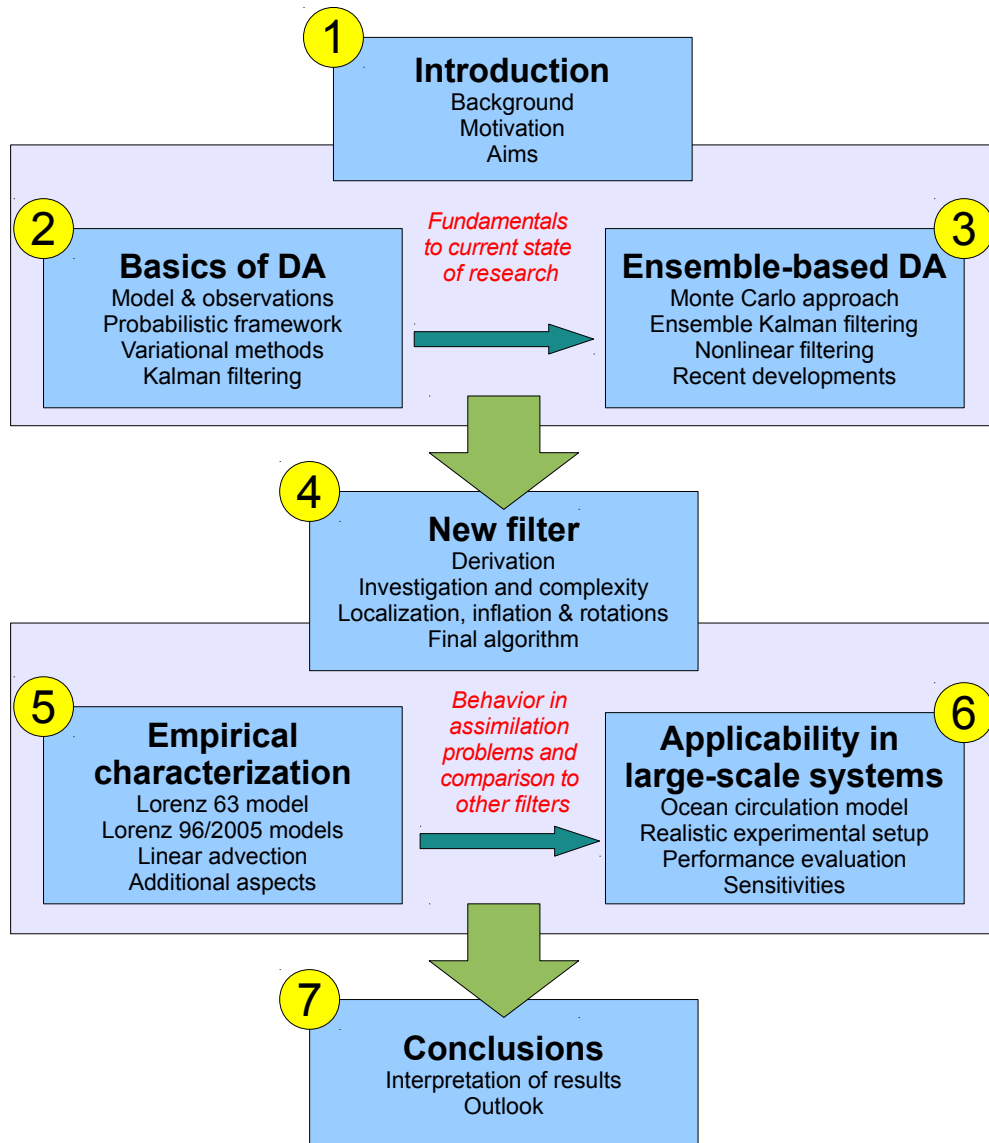 1
Introduction
Background
Motivation
Aims
2
Basics of DA
Model & observations
Probabilistic framework
Variational methods
Kalman filtering
Fundamentals
to current state
of research
3
Ensemble-based DA
Monte Carlo approach
Ensemble Kalman filtering
Nonlinear filtering
Recent developments
4
New filter
Derivation
Investigation and complexity
Localization, inflation & rotations
Final algorithm
5
Empirical
characterization
Lorenz 63 model
Lorenz 96/2005 models
Linear advection
Additional aspects
Behavior in
assimilation
problems and
comparison to
other filters
6
Applicability in
large-scale systems
Ocean circulation model
Realistic experimental setup
Performance evaluation
Sensitivities
7
Conclusions
Interpretation of results
Outlook